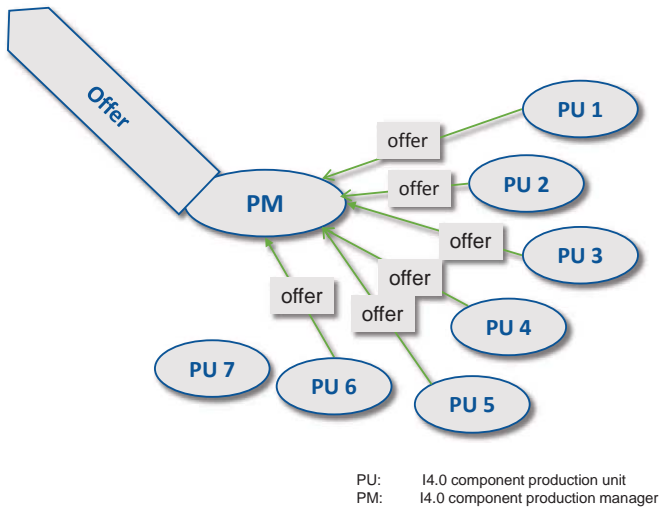 Offer
PU 1
offer
PM
offer
PU 2
offer
PU 3
offer
offer
offer
PU 4
PU 7
PU 6
PU 5
PU: I4.0 component production unit
PM: I4.0 component production manager